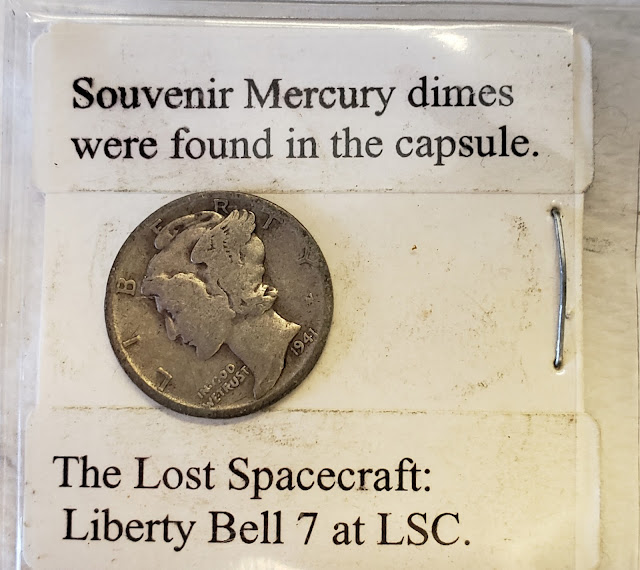 Souvenir Mercury dimes
were found in the capsule.
LIBERTY
IN GOD
WE TRUST
1941
The Lost Spacecraft:
Liberty Bell 7 at LSC.